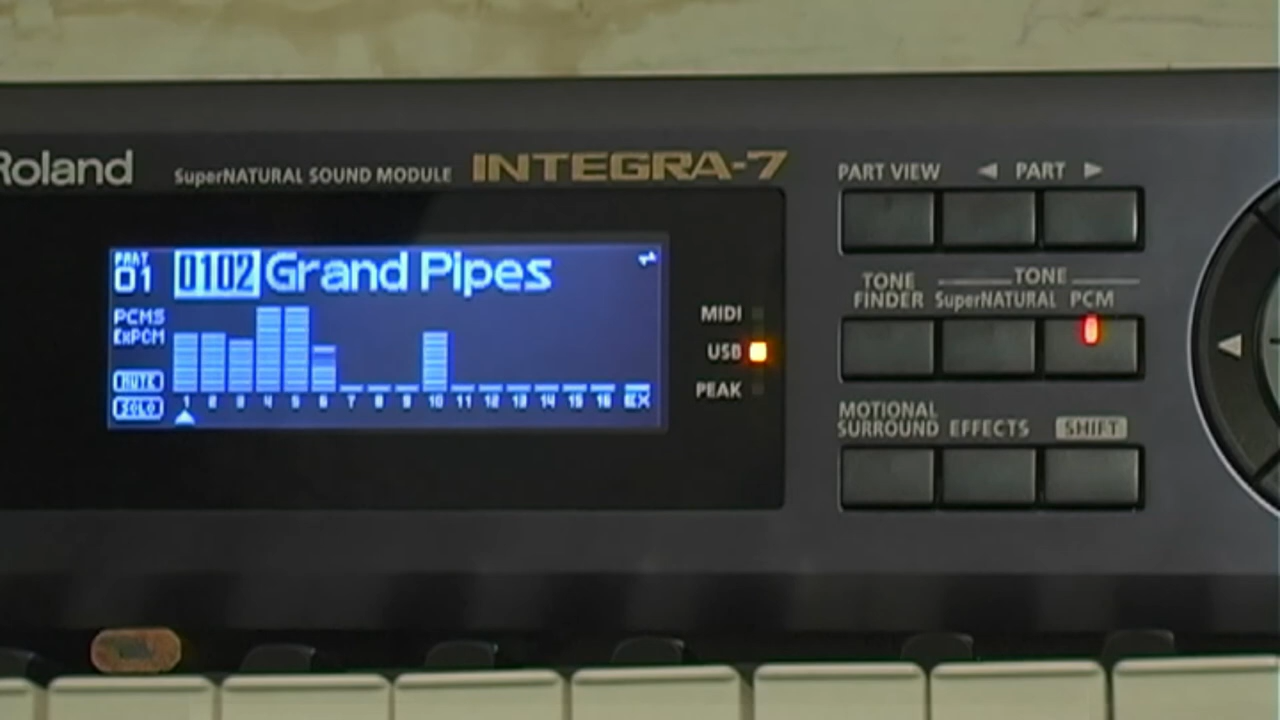 Roland SuperNATURAL SOUND MODULE INTEGRA-7
PART 01 0102 Grand Pipes
PCMS
ExPCM
MUTE
SOLO
1 2 3 4 5 6 7 8 9 10 11 12 13 14 15 16 EX
MIDI
USB
PEAK
PART VIEW ◀ PART ▶
TONE FINDER
TONE
SuperNATURAL PCM
MOTIONAL SURROUND EFFECTS SHIFT